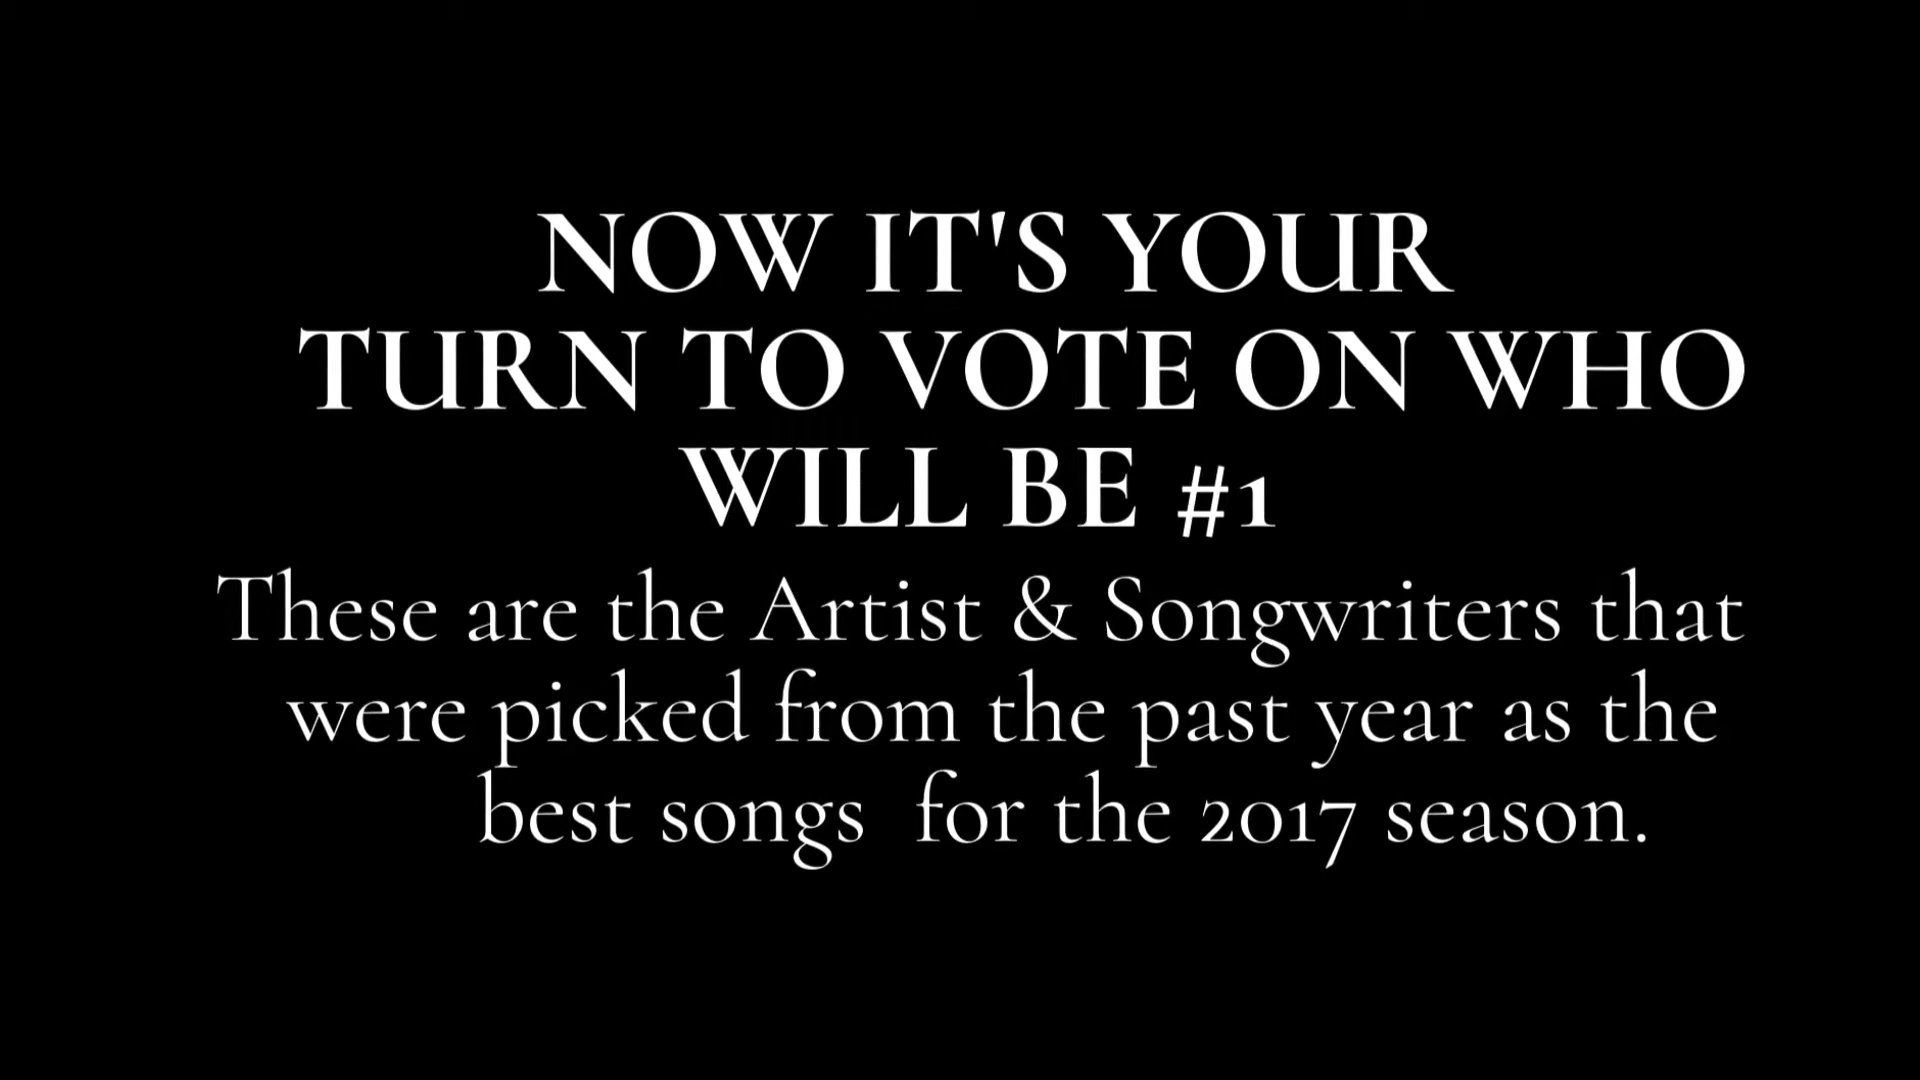 NOW IT'S YOUR
TURN TO VOTE ON WHO
WILL BE #1
These are the Artist & Songwriters that
were picked from the past year as the
best songs  for the 2017 season.